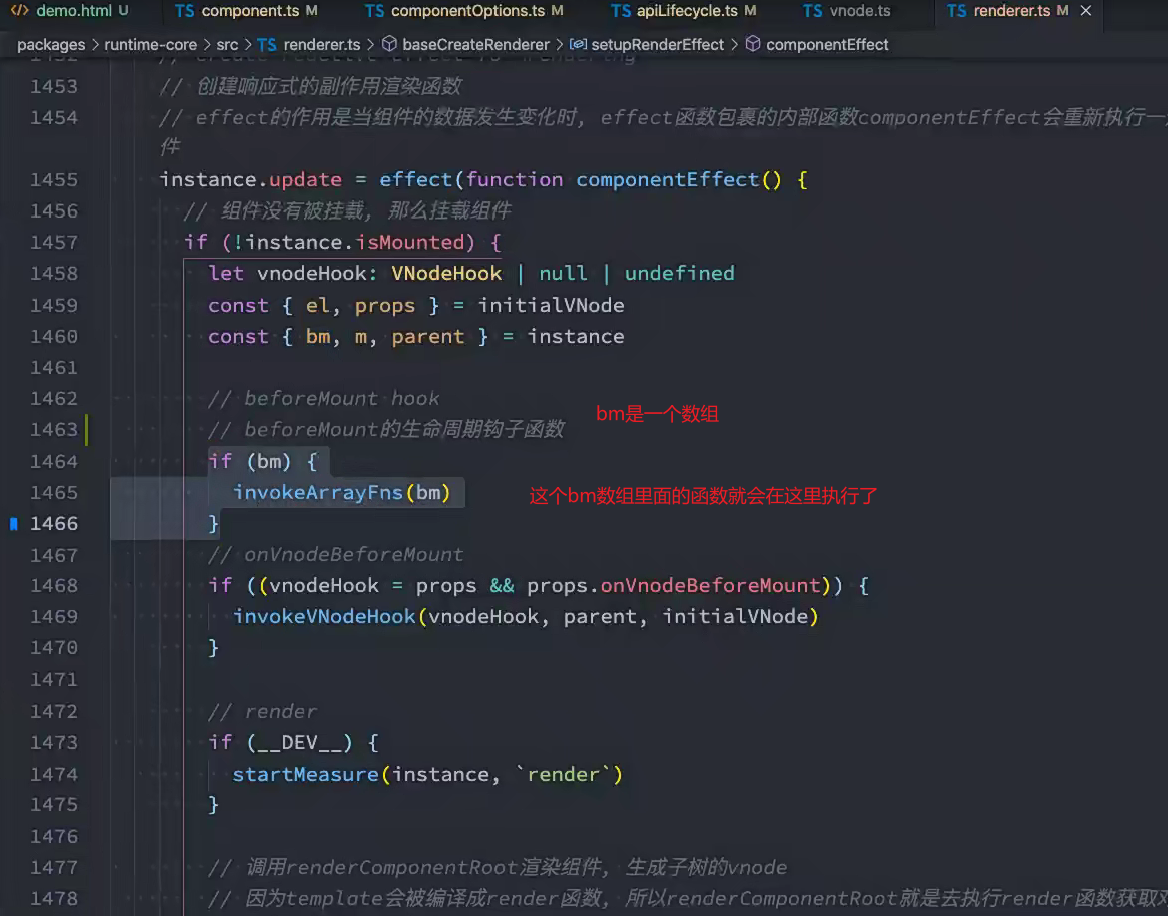 demo.html U
TS component.ts M
TS componentOptions.ts M
TS apiLifecycle.ts M
TS vnode.ts
TS renderer.ts M ×
packages > runtime-core > src > TS renderer.ts > baseCreateRenderer > setupRenderEffect > componentEffect
1453 // 创建响应式的副作用渲染函数
1454 // effect的作用是当组件的数据发生变化时, effect函数包裹的内部函数componentEffect会重新执行一
件
1455 instance.update = effect(function componentEffect() {
1456 // 组件没有被挂载, 那么挂载组件
1457 if (!instance.isMounted) {
1458 let vnodeHook: VNodeHook | null | undefined
1459 const { el, props } = initialVNode
1460 const { bm, m, parent } = instance
1461
1462 // beforeMount hook
bm是一个数组
1463 // beforeMount的生命周期钩子函数
1464 if (bm) {
1465 invokeArrayFns(bm)
这个bm数组里面的函数就会在这里执行了
1466 }
1467 // onVnodeBeforeMount
1468 if ((vnodeHook = props && props.onVnodeBeforeMount)) {
1469 invokeVNodeHook(vnodeHook, parent, initialVNode)
1470 }
1471
1472 // render
1473 if (__DEV__) {
1474 startMeasure(instance, `render`)
1475 }
1476
1477 // 调用renderComponentRoot渲染组件, 生成子树的vnode
1478 // 因为template会被编译成render函数, 所以renderComponentRoot就是去执行render函数获取